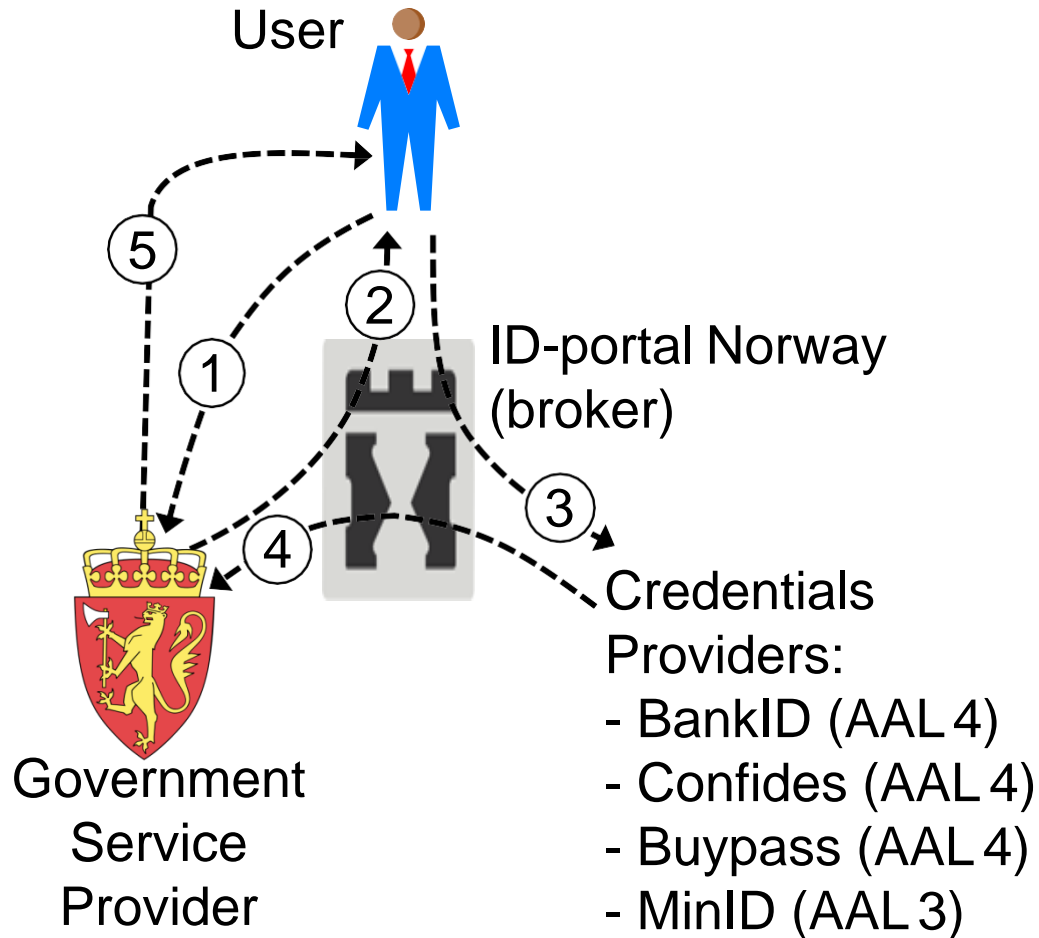 User
5
2
1
ID-portal Norway
(broker)
3
4
Credentials
Providers:
- BankID (AAL 4)
- Confides (AAL 4)
- Buypass (AAL 4)
- MinID (AAL 3)
Government
Service
Provider